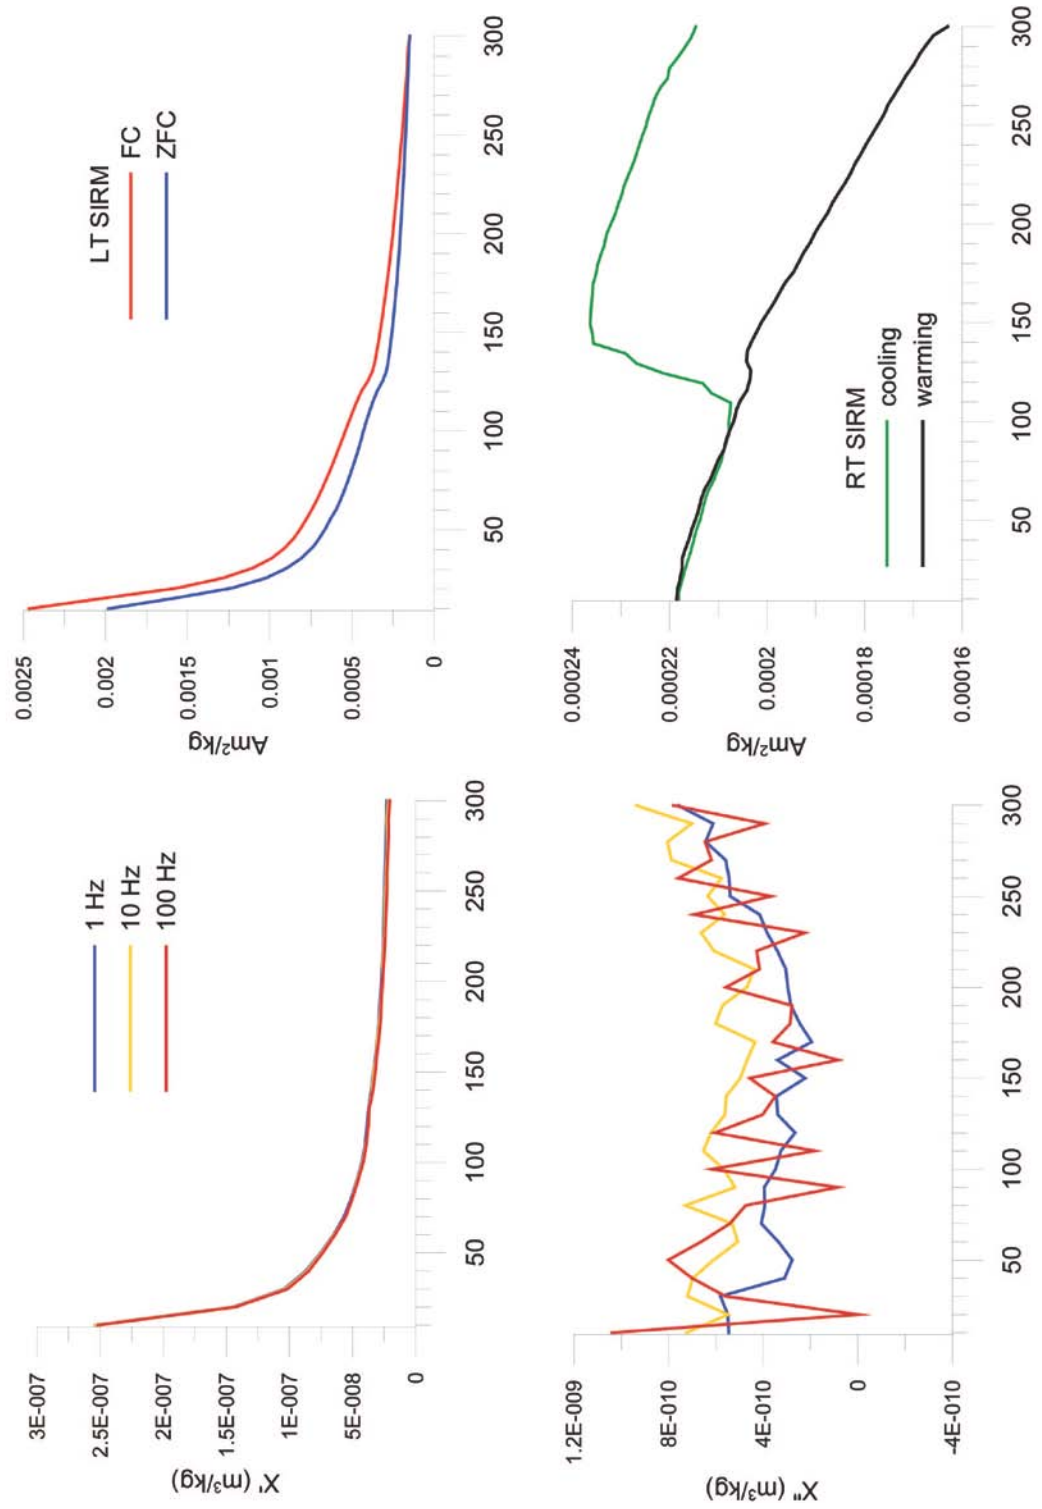 X' (m³/kg)
3E-007
2.5E-007
1.5E-007
1E-007
5E-008
0
1 Hz
10 Hz
100 Hz
50 100 150 200 250 300
Am²/kg
0.0025
0.002
0.0015
0.001
0.0005
0
LT SIRM
FC
ZFC
50 100 150 200 250 300
X" (m³/kg)
1.2E-009
8E-010
4E-010
0
-4E-010
50 100 150 200 250 300
Am²/kg
0.00024
0.00022
0.0002
0.00018
0.00016
RT SIRM
cooling
warming
50 100 150 200 250 300